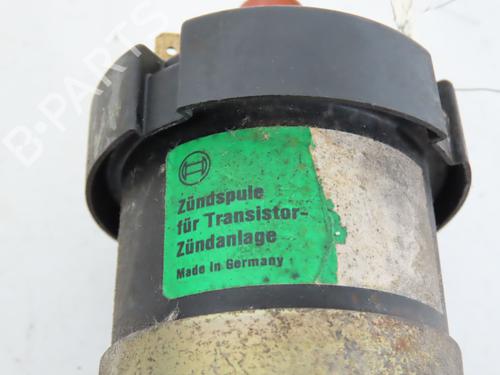 B-PARTS
Zündspule
für Transistor-
Zündanlage
Made in Germany